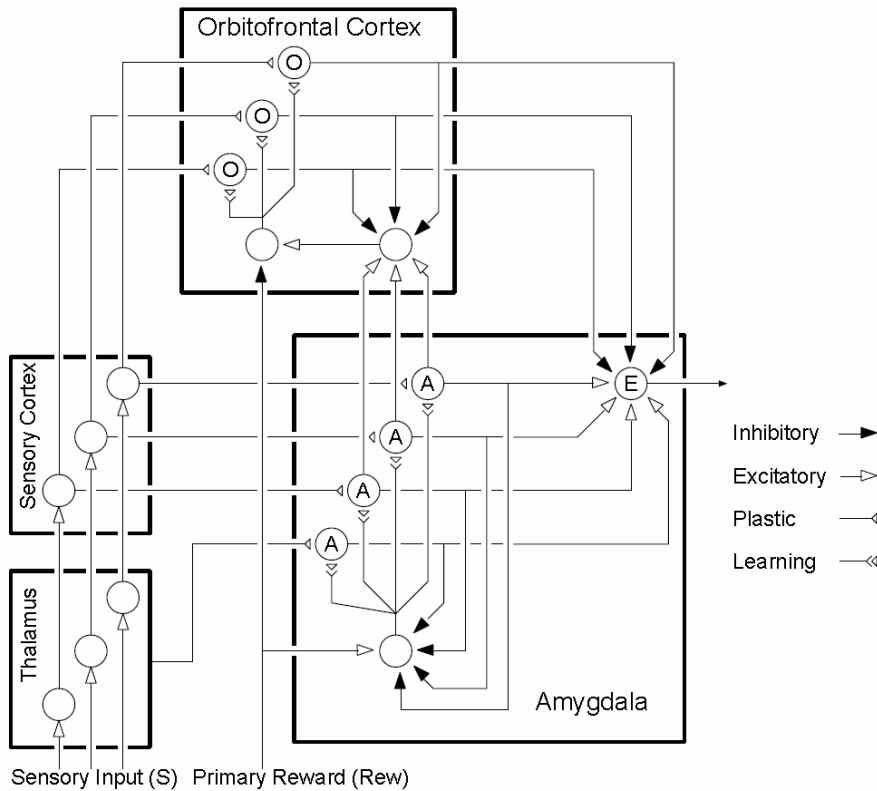 Orbitofrontal Cortex
O
O
O
Sensory Cortex
A
E
A
A
A
Inhibitory
Excitatory
Plastic
Learning
Thalamus
Amygdala
Sensory Input (S)
Primary Reward (Rew)